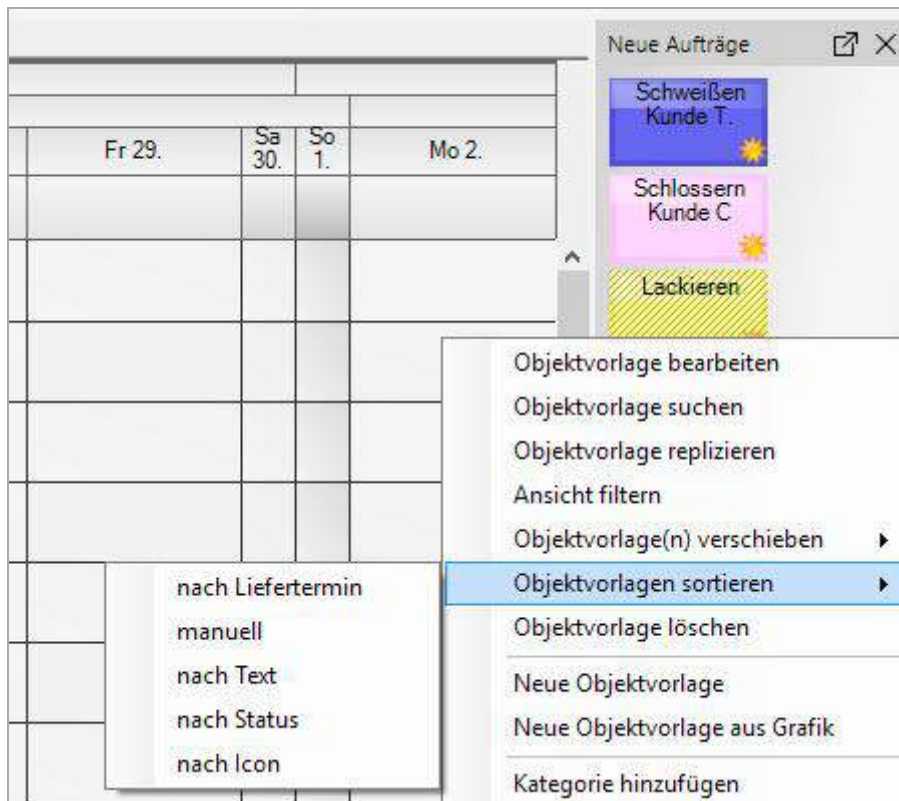 Neue Aufträge
Schweißen
Kunde T.
Fr 29.
Sa
30.
So
1.
Mo 2.
Schlossern
Kunde C
Lackieren
Objektvorlage bearbeiten
Objektvorlage suchen
Objektvorlage replizieren
Ansicht filtern
Objektvorlage(n) verschieben
Objektvorlagen sortieren
Objektvorlage löschen
Neue Objektvorlage
Neue Objektvorlage aus Grafik
Kategorie hinzufügen
nach Liefertermin
manuell
nach Text
nach Status
nach Icon